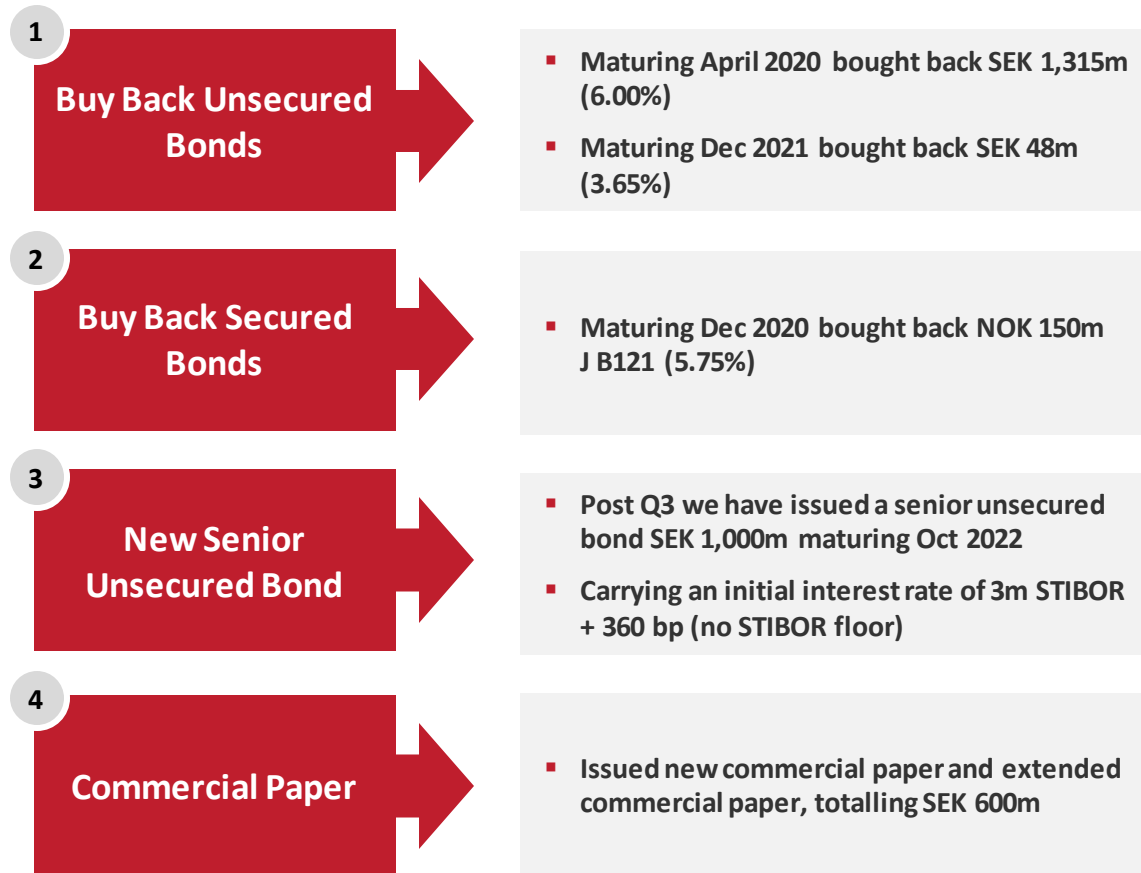 1
Buy Back Unsecured
Bonds
▪ Maturing April 2020 bought back SEK 1,315m
(6.00%)
▪ Maturing Dec 2021 bought back SEK 48m
(3.65%)
2
Buy Back Secured
Bonds
▪ Maturing Dec 2020 bought back NOK 150m
J B121 (5.75%)
3
New Senior
Unsecured Bond
▪ Post Q3 we have issued a senior unsecured
bond SEK 1,000m maturing Oct 2022
▪ Carrying an initial interest rate of 3m STIBOR
+ 360 bp (no STIBOR floor)
4
Commercial Paper
▪ Issued new commercial paper and extended
commercial paper, totalling SEK 600m